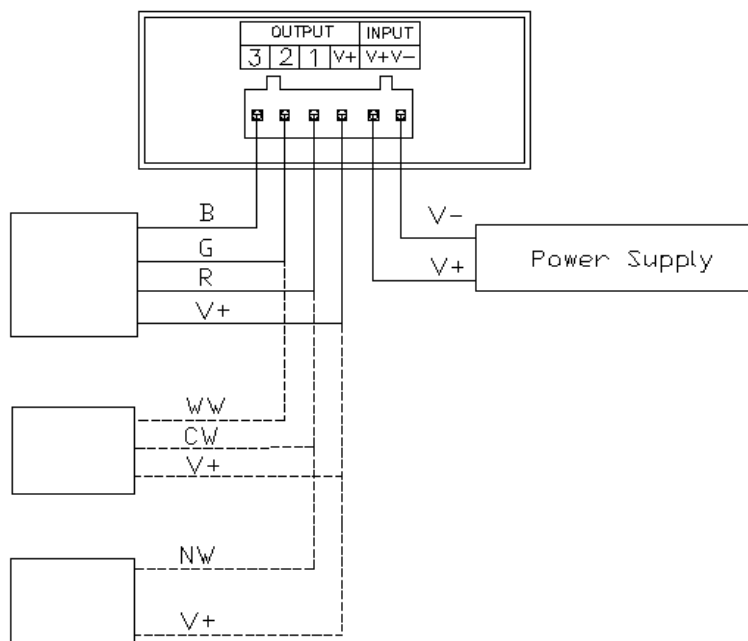 OUTPUT INPUT
3 2 1 V+ V+ V-
B
G
R
V+
V-
V+
Power Supply
WW
CW
V+
NW
V+